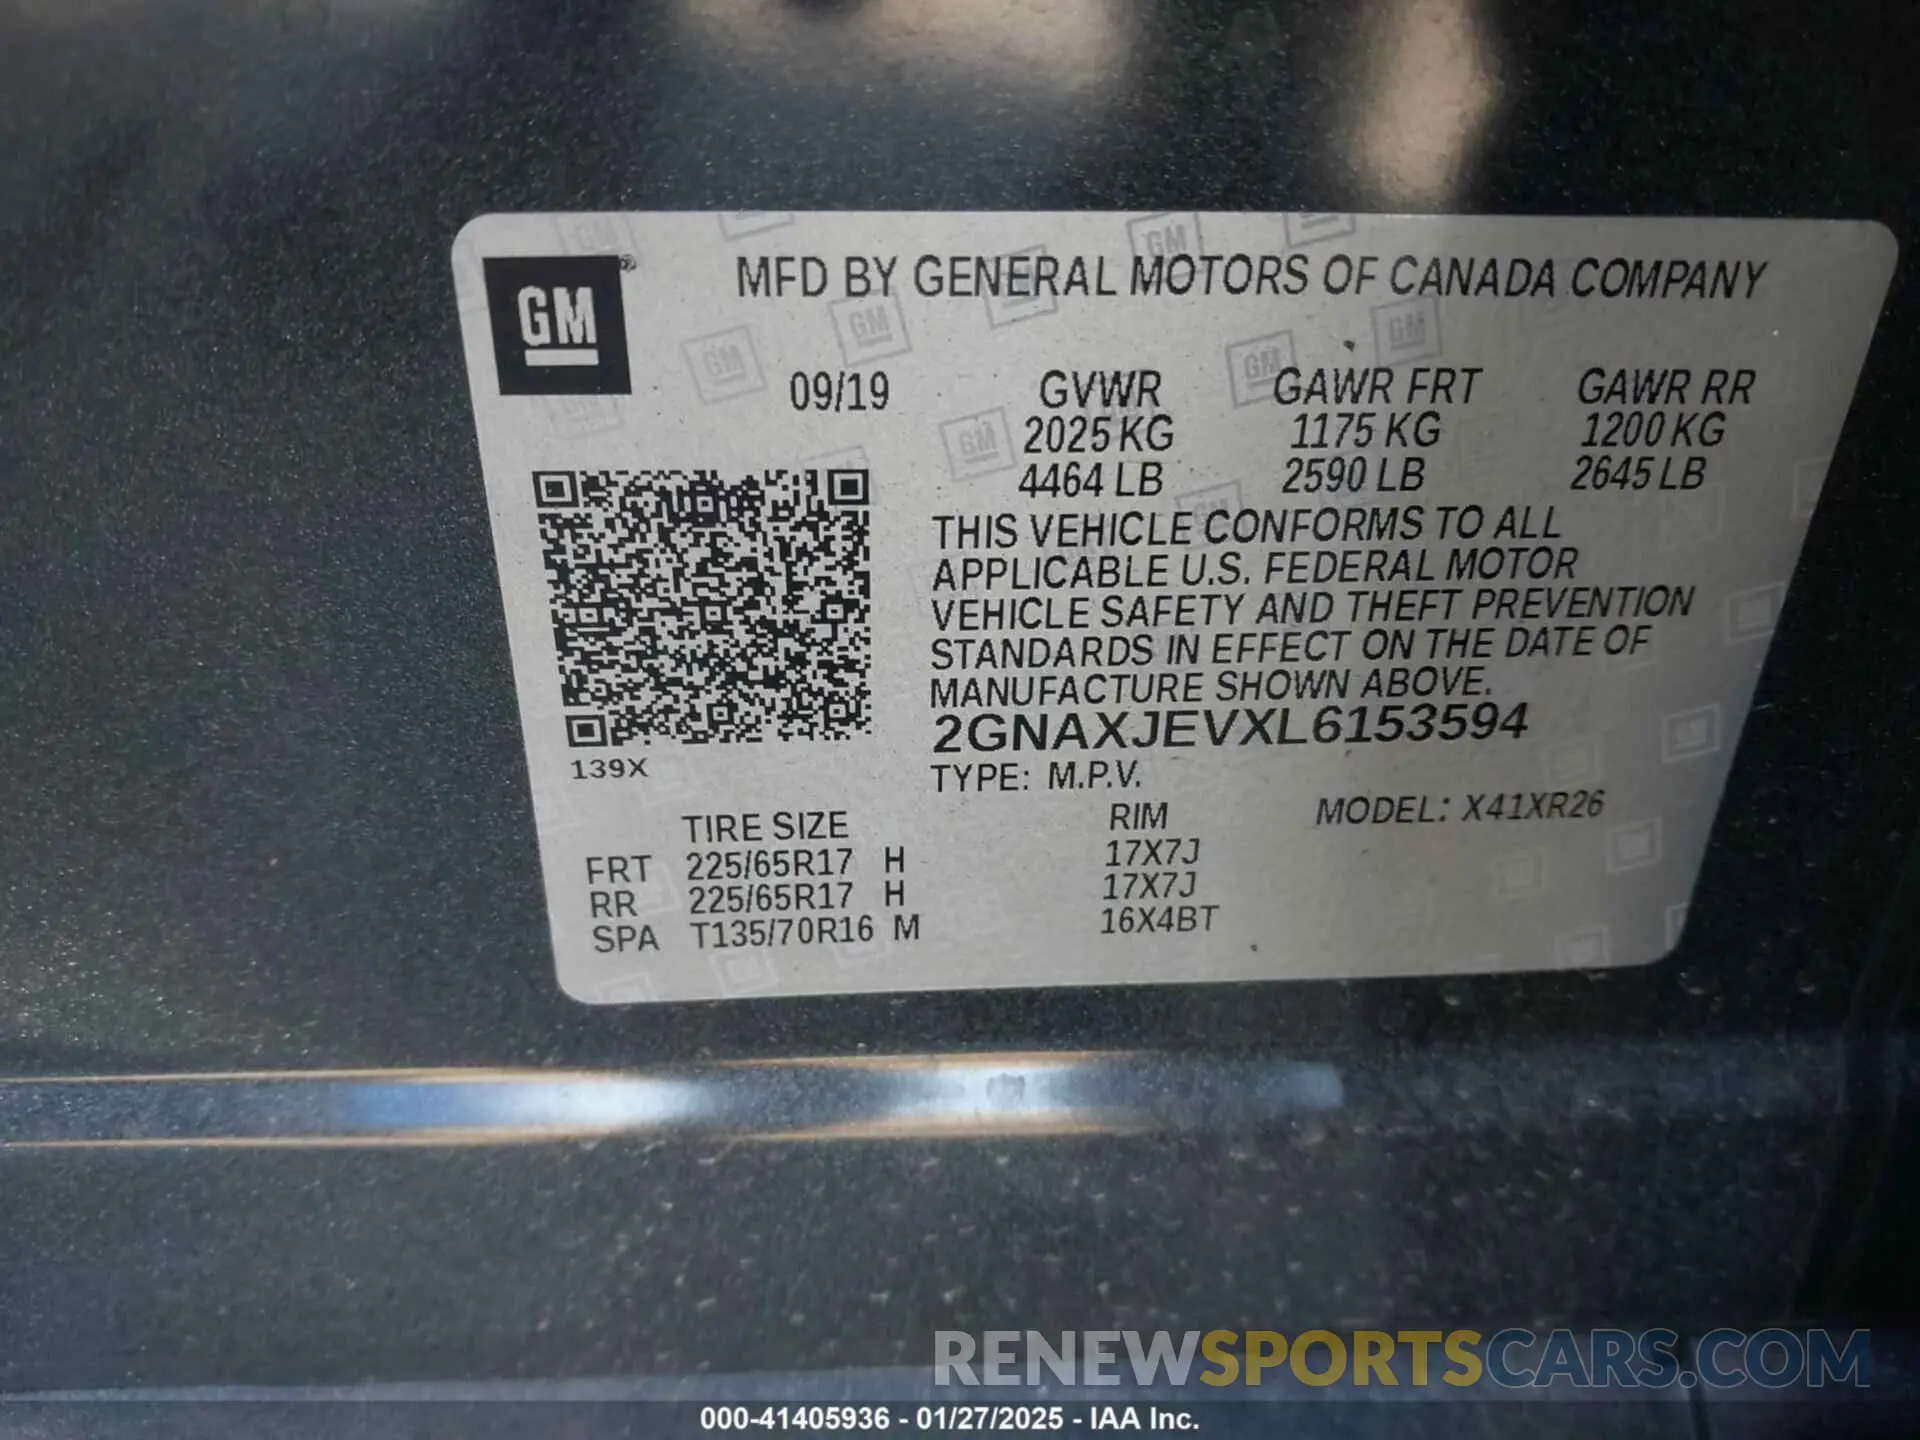 GM®
MFD BY GENERAL MOTORS OF CANADA COMPANY
09/19 GVWR GAWR FRT GAWR RR
2025 KG 1175 KG 1200 KG
4464 LB 2590 LB 2645 LB
THIS VEHICLE CONFORMS TO ALL
APPLICABLE U.S. FEDERAL MOTOR
VEHICLE SAFETY AND THEFT PREVENTION
STANDARDS IN EFFECT ON THE DATE OF
MANUFACTURE SHOWN ABOVE.
2GNAXJEVXL6153594
139X
TYPE: M.P.V.
TIRE SIZE RIM MODEL: X41XR26
FRT 225/65R17 H 17X7J
RR 225/65R17 H 17X7J
SPA T135/70R16 M 16X4BT
RENEWSPORTSCARS.COM
000-41405936 - 01/27/2025 - IAA Inc.